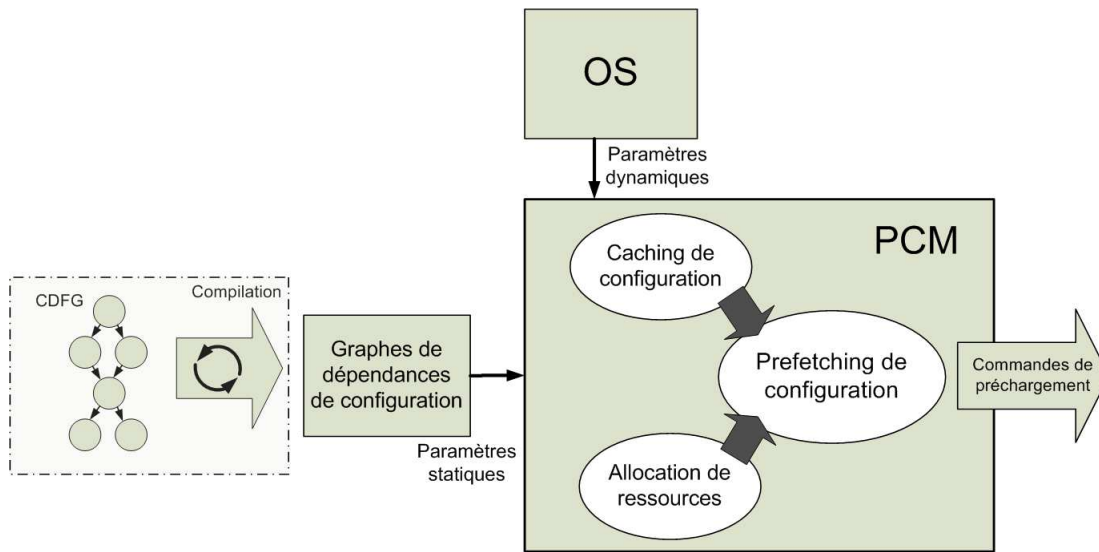 OS
Paramètres
dynamiques
PCM
Caching de
configuration
CDFG
Compilation
Graphes de
dépendances
de configuration
Prefetching de
configuration
Commandes de
préchargement
Paramètres
statiques
Allocation de
ressources